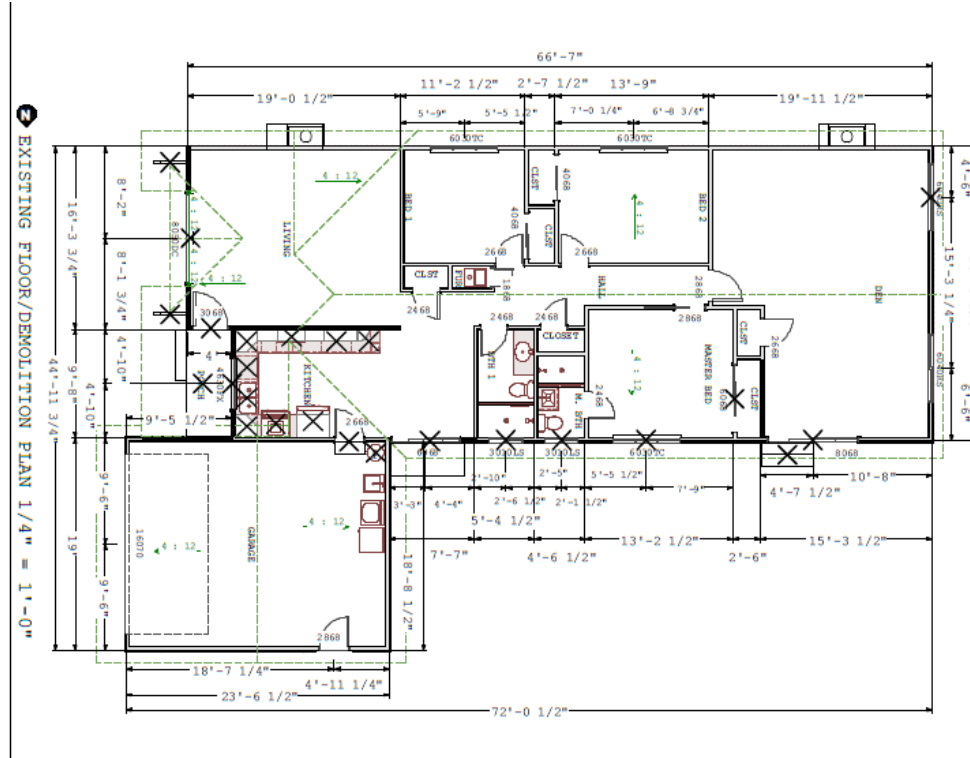 66'-7"
11'-2 1/2" 2'-7 1/2" 13'-9"
19'-0 1/2" 19'-11 1/2"
5'-9" 5'-5 1/2" 7'-0 1/4" 6'-8 3/4"
6030TC 6030TC
N
EXISTING FLOOR/DEMOLITION PLAN 1/4" = 1'-0"
44'-11 3/4"
16'-3 3/4"
9'-8"
19'
8'-2"
8'-1 3/4"
4'-10"
4'-10"
9'-6"
9'-6"
4'-6"
15'-3 1/4"
6'-6"
4 : 12
4 : 12
4 : 12
8030DC
LIVING
BED 1
CLST
4068
4068
CLST
BED 2
4 : 12
2668 2668
CLST
FUR
1868
HALL
2868
DEN
2468
2468 2468
3068
CLOSET
2868
CLST
2668
KITCHEN
BTH 1
M. BTH
2468
4 : 12
MASTER BED
6068
CLST
4
PORCH
9'-5 1/2"
2668
6030TC
8068
2'-10" 2'-5" 5'-5 1/2" 4'-7 1/2" 10'-8"
3'-3" 4'-4" 2'-6 1/2" 2'-1 1/2" 7'-9"
5'-4 1/2"
7'-7" 4'-6 1/2" 13'-2 1/2" 2'-6" 15'-3 1/2"
18'-8 1/2"
16070
4 : 12
GARAGE
4 : 12
2868
18'-7 1/4" 4'-11 1/4"
23'-6 1/2"
72'-0 1/2"